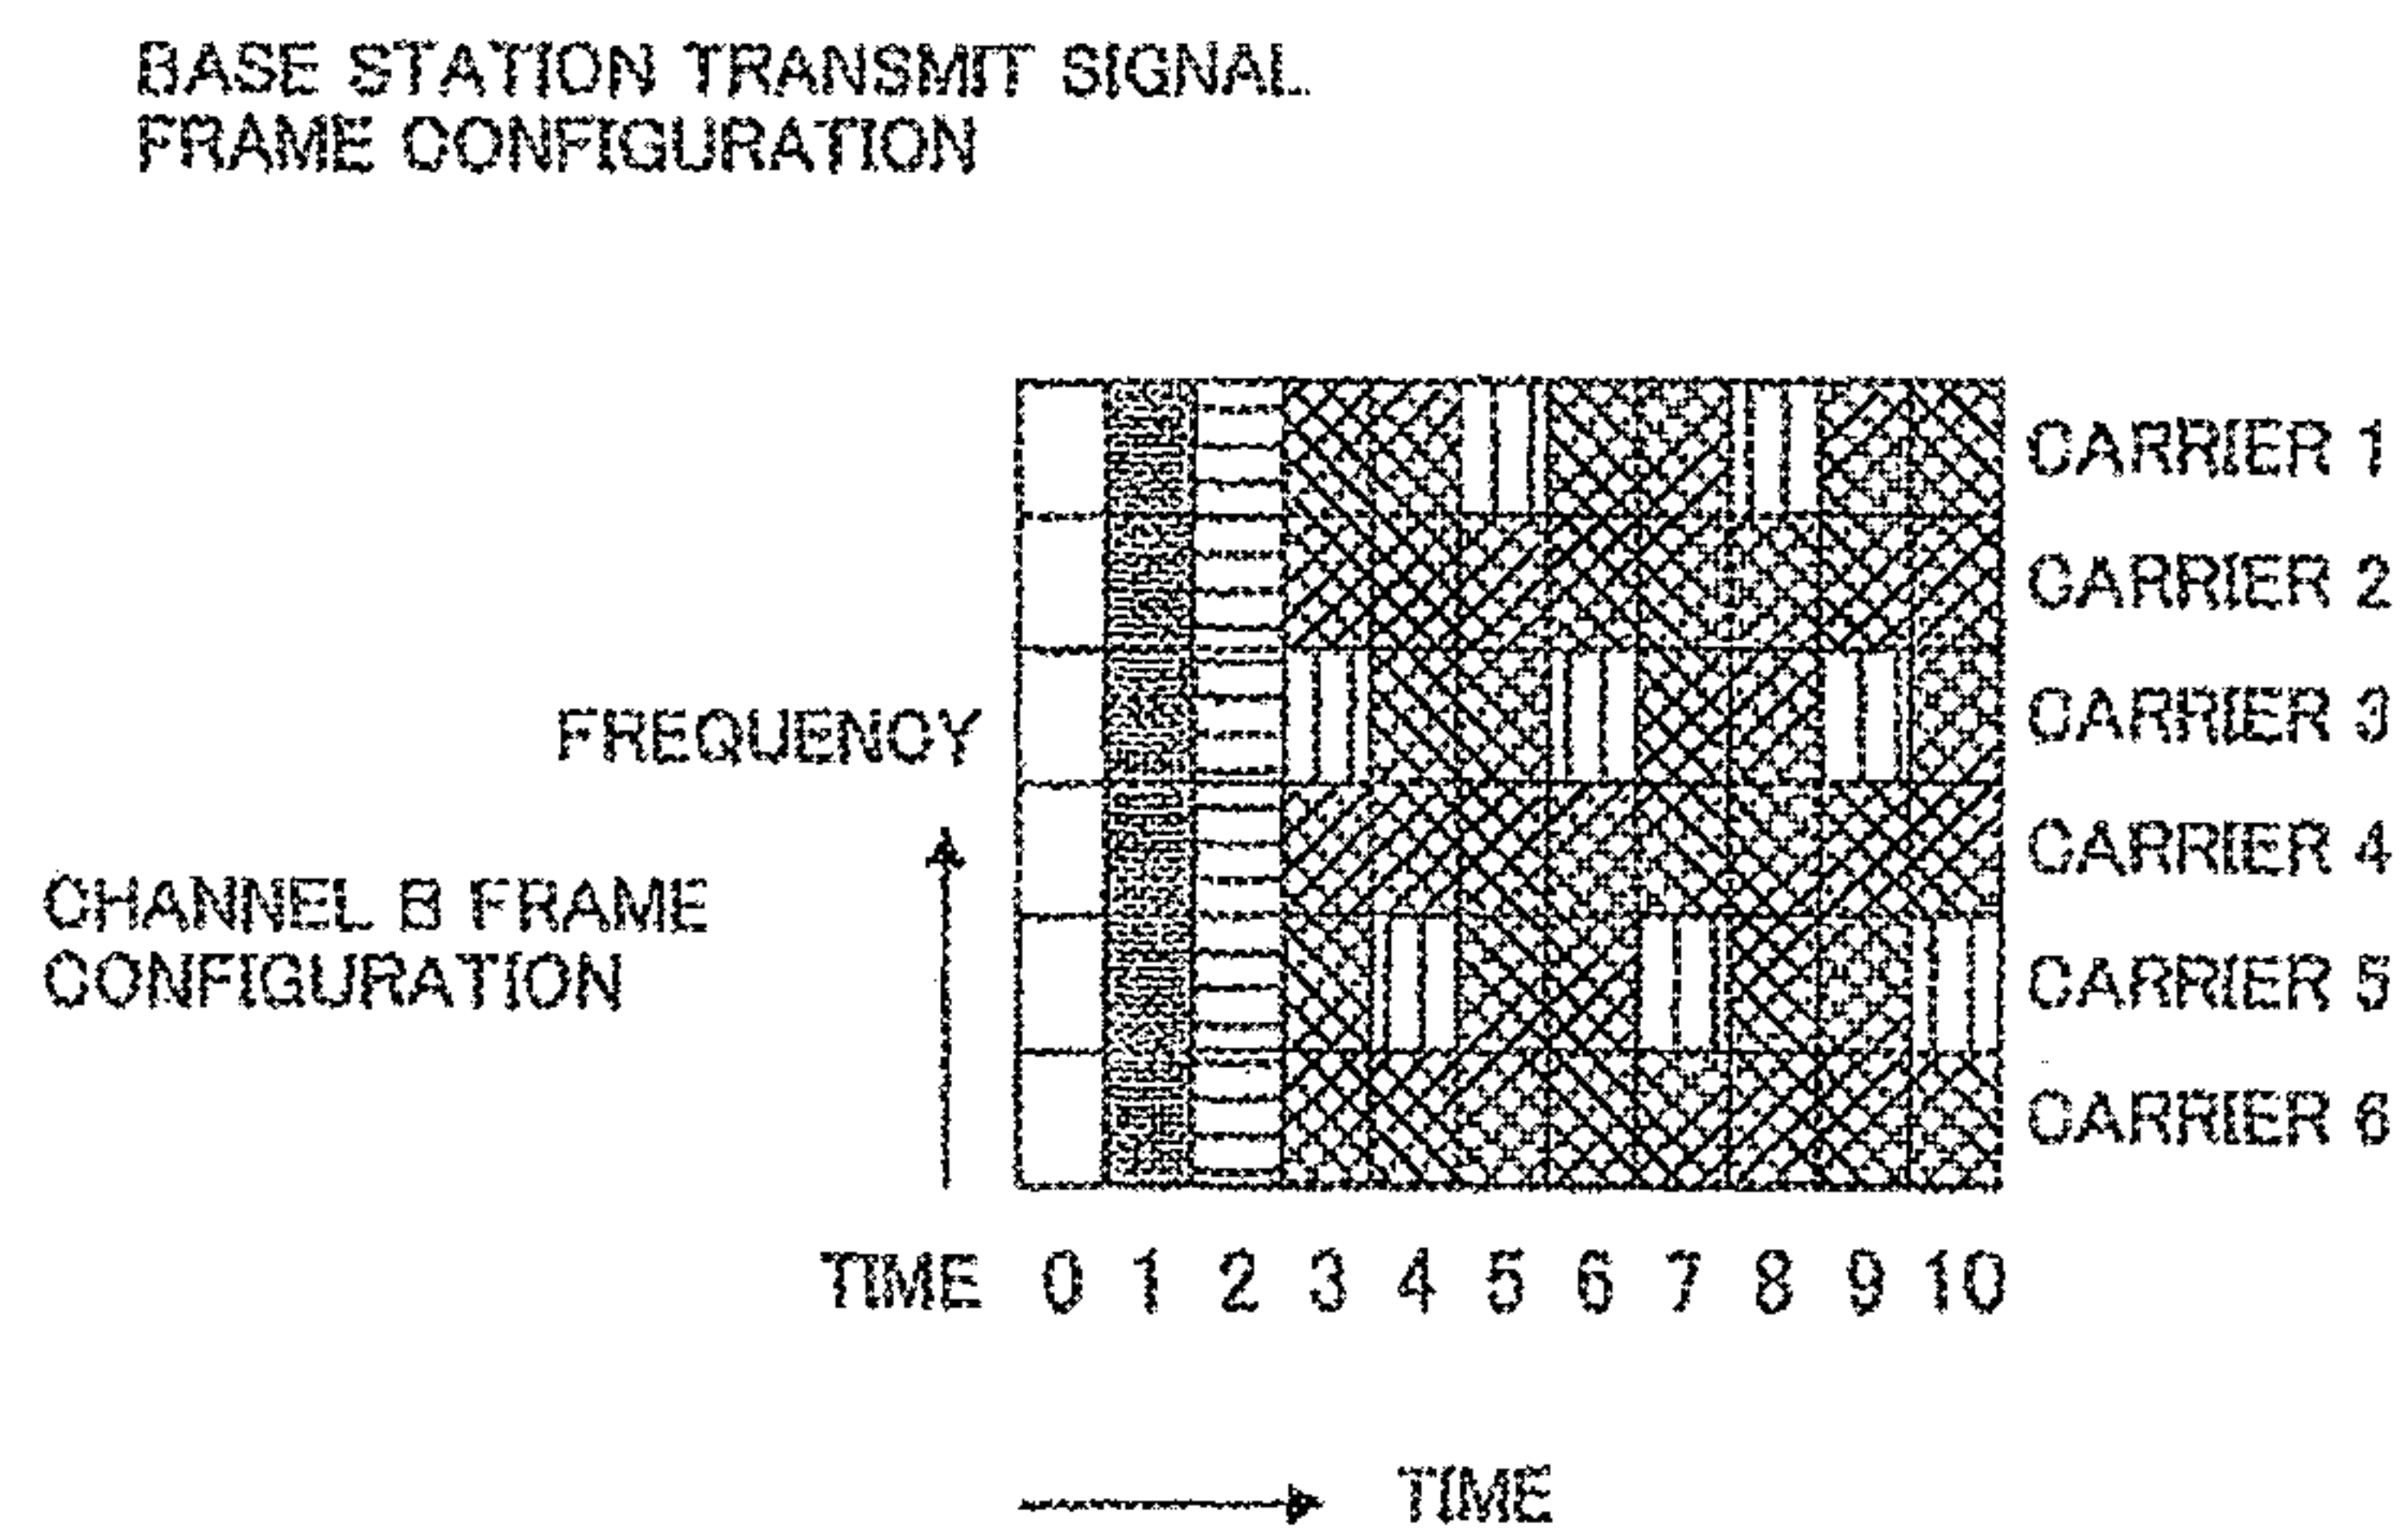 BASE STATION TRANSMIT SIGNAL
FRAME CONFIGURATION
CARRIER 1
CARRIER 2
FREQUENCY
CARRIER 3
CARRIER 4
CHANNEL B FRAME
CONFIGURATION
CARRIER 5
CARRIER 6
TIME 0 1 2 3 4 5 6 7 8 9 10
TIME